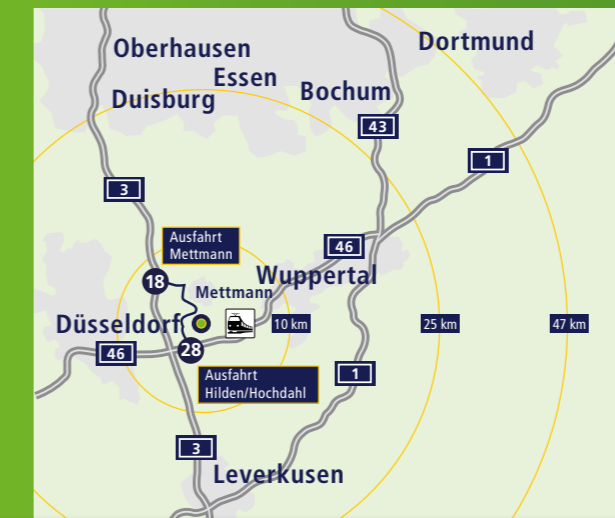 Oberhausen
Dortmund
Essen
Duisburg
Bochum
43
1
3
Ausfahrt
Mettmann
46
Wuppertal
18
Mettmann
Düsseldorf
10 km
25 km
47 km
46
28
Ausfahrt
Hilden/Hochdahl
1
3
Leverkusen